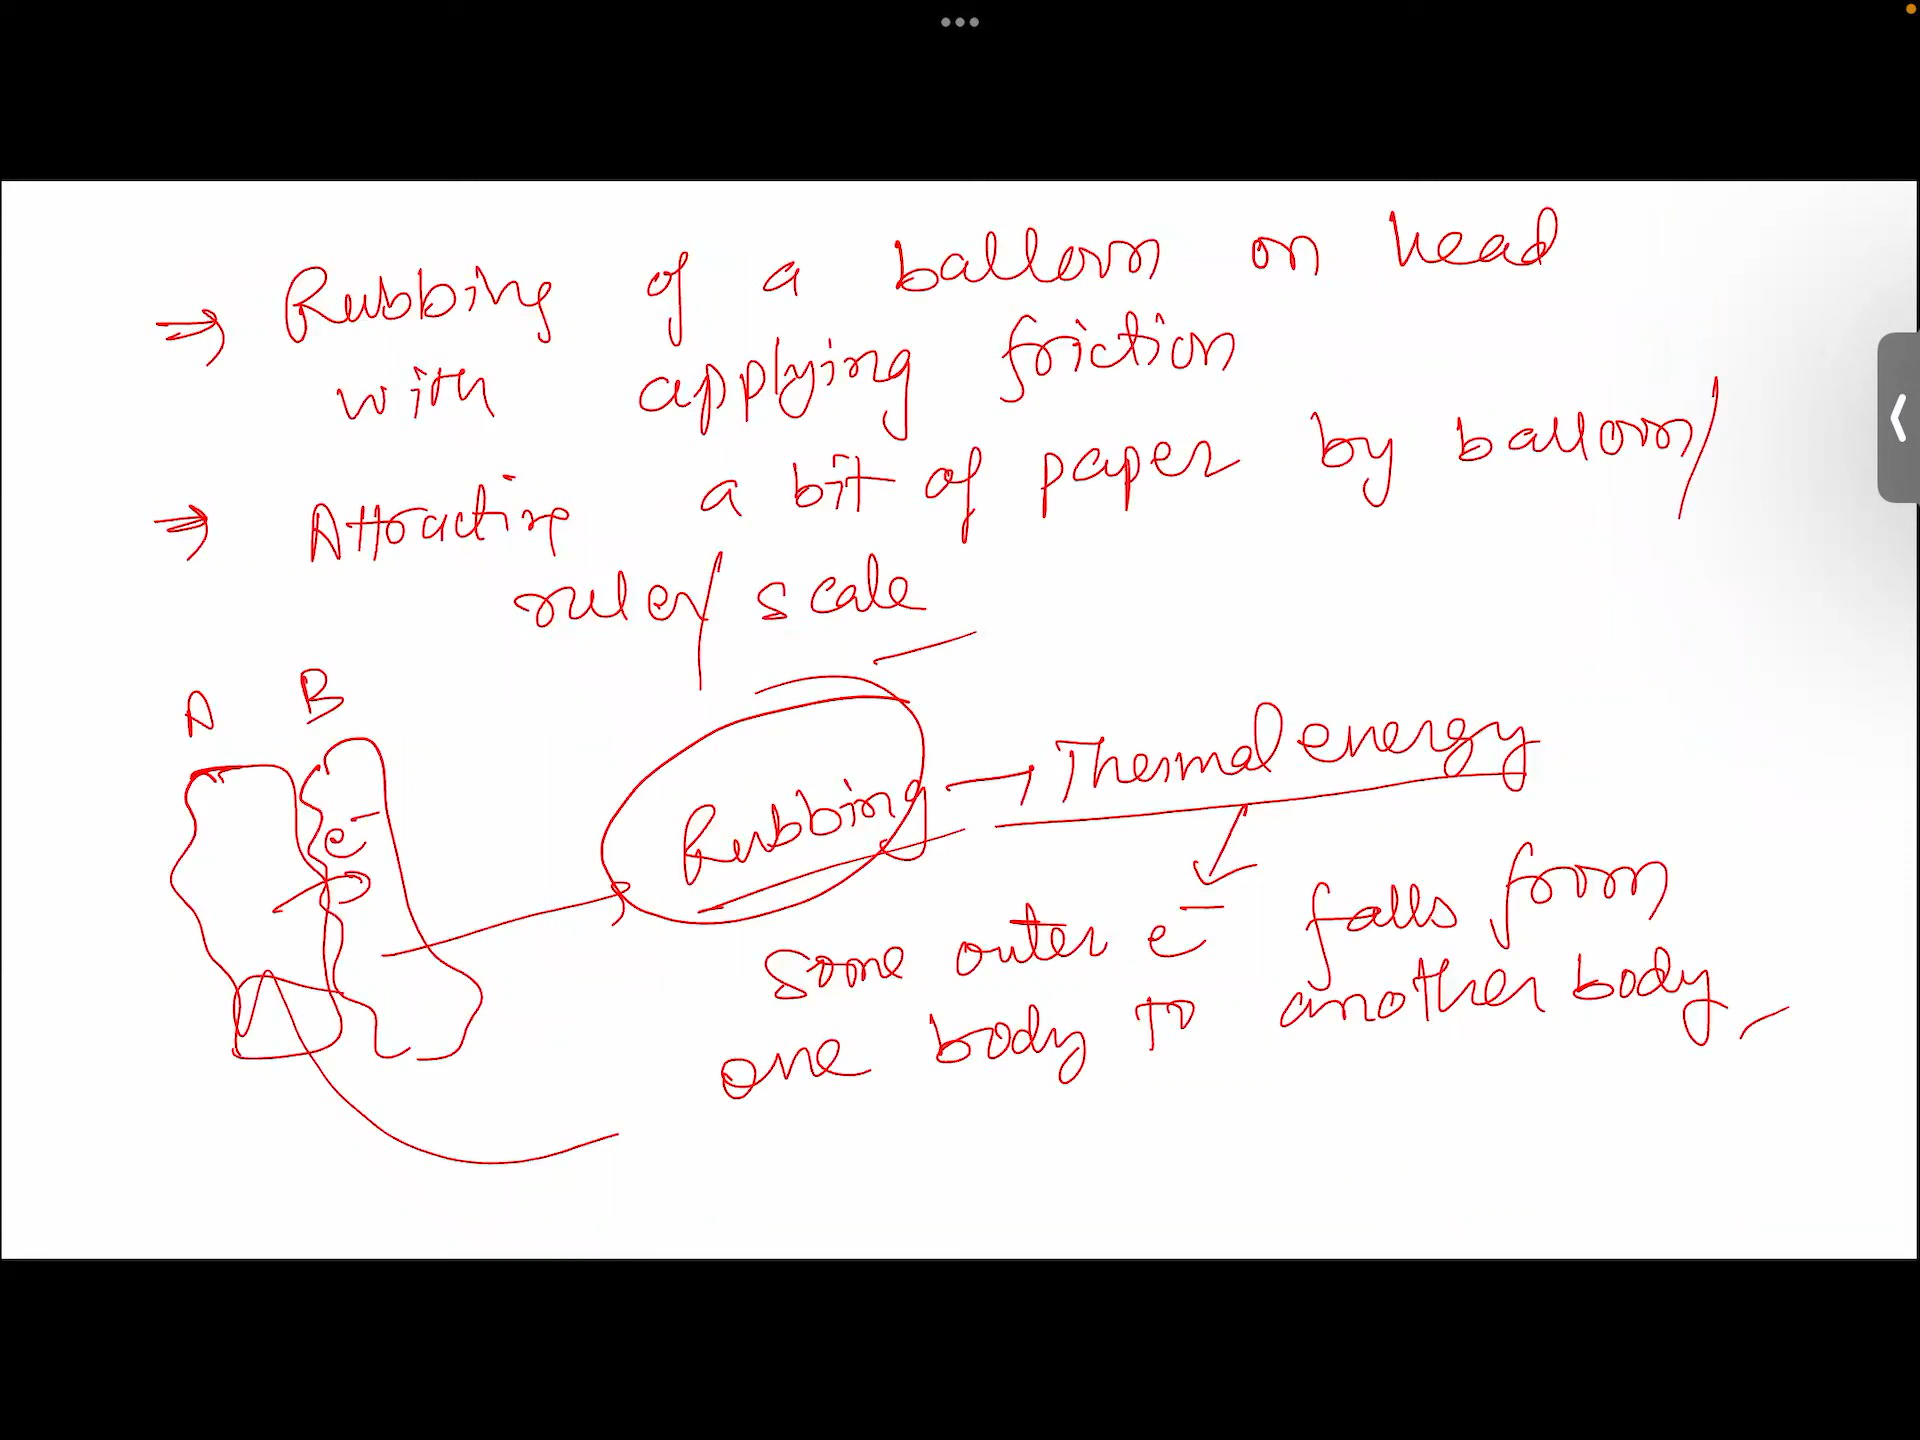 ⇒ Rubbing of a balloon on head
with applying friction
⇒ Attracting a bit of paper by balloon/
ruler/scale
A B
e⁻
Rubbing → Thermal energy
Some outer e⁻ falls from
one body to another body